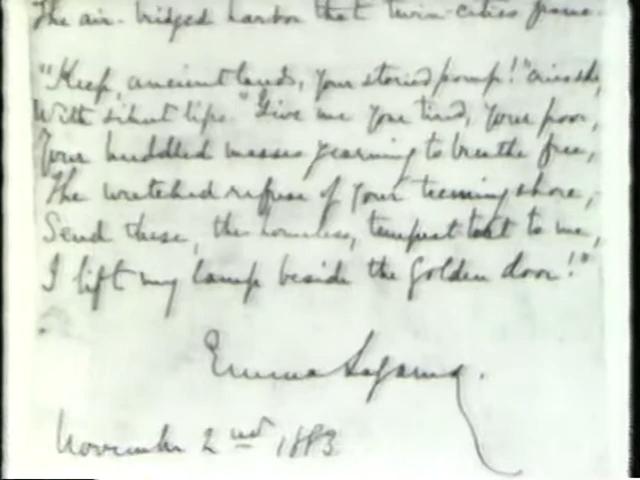 The air-bridged harbor that twin-cities frame.
"Keep, ancient lands, your storied pomp!" cries she,
With silent lips. "Give me your tired, your poor,
Your huddled masses yearning to breathe free,
The wretched refuse of your teeming shore,-
Send these, the homeless, tempest tost to me,
I lift my lamp beside the golden door!"
Emma Lazarus.
November 2nd 1883